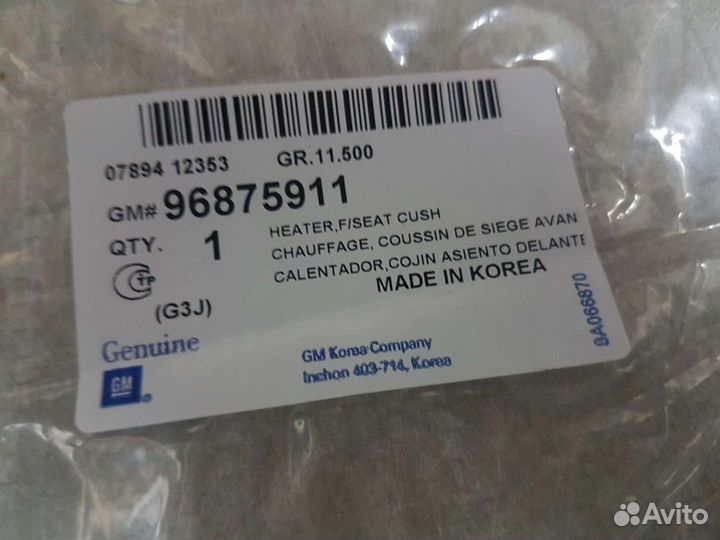 07894 12353 GR.11.500
GM# 96875911
QTY. 1
HEATER,F/SEAT CUSH
CHAUFFAGE, COUSSIN DE SIEGE AVAN
CALENTADOR,COJIN ASIENTO DELANTE
MADE IN KOREA
(G3J)
Genuine
GM
GM Korea Company
Inchon 403-714, Korea
8A066870
Avito